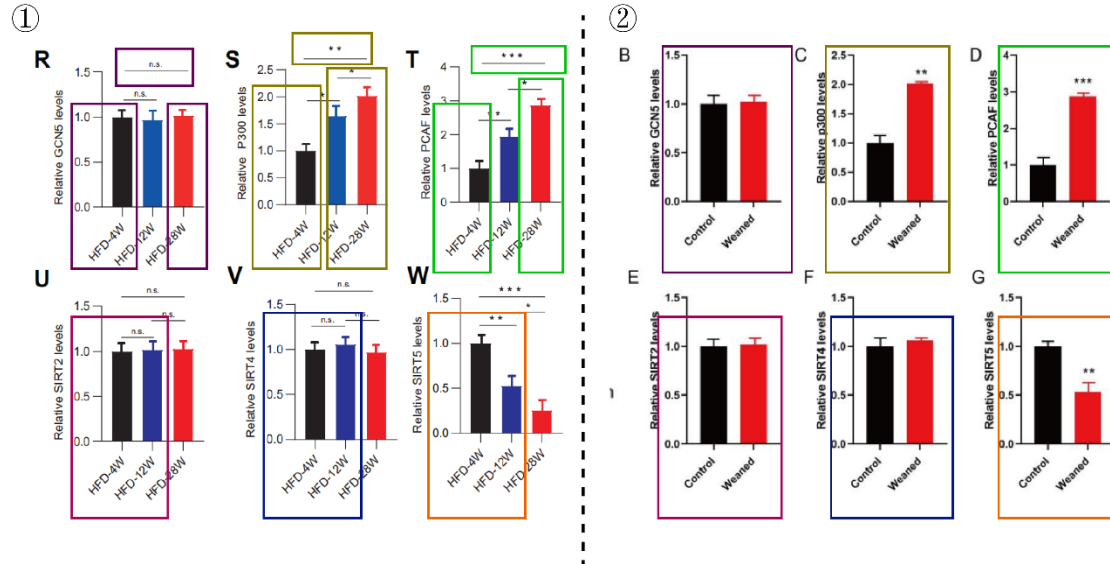 ①
R
Relative GCN5 levels
1.5
1.0
0.5
0.0
n.s.
n.s.
HFD-4W
HFD-12W
HFD-28W
S
Relative P300 levels
2.5
2.0
1.5
1.0
0.5
0.0
* *
*
*
HFD-4W
HFD-12W
HFD-28W
T
Relative PCAF levels
4
3
2
1
0
* * *
*
* *
HFD-4W
HFD-12W
HFD-28W
U
Relative SIRT2 levels
1.5
1.0
0.5
0.0
n.s.
n.s.
n.s.
HFD-4W
HFD-12W
HFD-28W
V
Relative SIRT4 levels
1.5
1.0
0.5
0.0
n.s.
n.s.
n.s.
HFD-4W
HFD-12W
HFD-28W
W
Relative SIRT5 levels
1.5
1.0
0.5
0.0
* * *
*
* *
HFD-4W
HFD-12W
HFD-28W
②
B
Relative GCN5 levels
1.5
1.0
0.5
0.0
Control
Weaned
C
Relative p300 levels
2.5
2.0
1.5
1.0
0.5
0.0
**
Control
Weaned
D
Relative PCAF levels
4
3
2
1
0
***
Control
Weaned
E
Relative SIRT2 levels
1.5
1.0
0.5
0.0
Control
Weaned
F
Relative SIRT4 levels
1.5
1.0
0.5
0.0
Control
Weaned
G
Relative SIRT5 levels
1.5
1.0
0.5
0.0
**
Control
Weaned